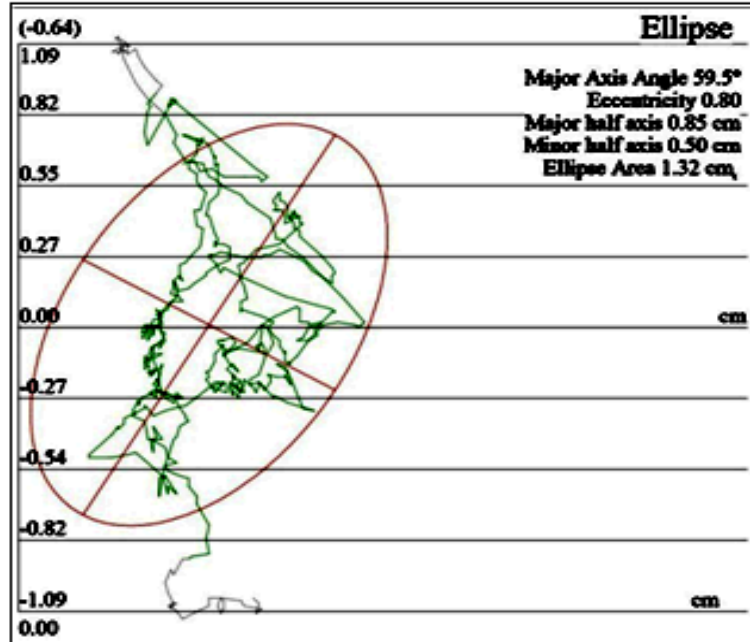 (-0.64)
Ellipse
1.09
Major Axis Angle 59.5°
Eccentricity 0.80
0.82
Major half axis 0.85 cm
Minor half axis 0.50 cm
0.55
Ellipse Area 1.32 cm,
0.27
0.00
cm
-0.27
-0.54
-0.82
-1.09
cm
0.00